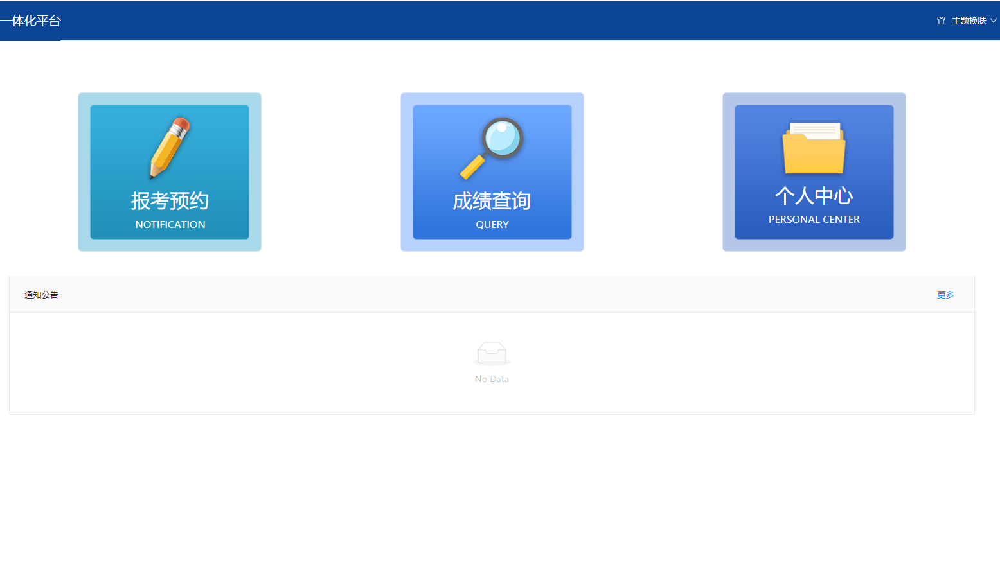 一体化平台
主题换肤
报考预约
NOTIFICATION
成绩查询
QUERY
个人中心
PERSONAL CENTER
通知公告
更多
No Data